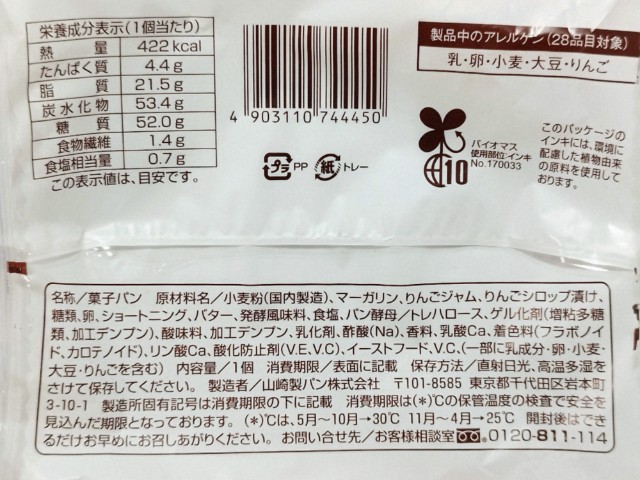 栄養成分表示(1個当たり)
熱量 422kcal
たんぱく質 4.4g
脂質 21.5g
炭水化物 53.4g
糖質 52.0g
食物繊維 1.4g
食塩相当量 0.7g
この表示値は、目安です。
4 903110 744450
プラ PP 紙 トレー
製品中のアレルゲン(28品目対象)
乳・卵・小麦・大豆・りんご
10
バイオマス
使用部位:インキ
No.170033
このパッケージの
インキには、環境に
配慮した植物由来
の原料を使用して
おります。
名称/菓子パン 原材料名/小麦粉(国内製造)、マーガリン、りんごジャム、りんごシロップ漬け、
糖類、卵、ショートニング、バター、発酵風味料、食塩、パン酵母/トレハロース、ゲル化剤(増粘多糖
類、加工デンプン)、酸味料、加工デンプン、乳化剤、酢酸(Na)、香料、乳酸Ca、着色料(フラボノイ
ド、カロテノイド)、リン酸Ca、酸化防止剤(V.E、V.C)、イーストフード、V.C、(一部に乳成分・卵・小麦・
大豆・りんごを含む) 内容量/1個 消費期限/表面に記載 保存方法/直射日光、高温多湿を
さけて保存してください。 製造者/山崎製パン株式会社 〒101-8585 東京都千代田区岩本町
3-10-1 製造所固有記号は消費期限の下に記載 消費期限は(*)℃の保管温度の検査で安全を
見込んだ期限となっております。(*)℃は、5月~10月→30℃ 11月~4月→25℃ 開封後はでき
るだけお早めにお召しあがりください。 お問い合せ先/お客様相談室 0120-811-114